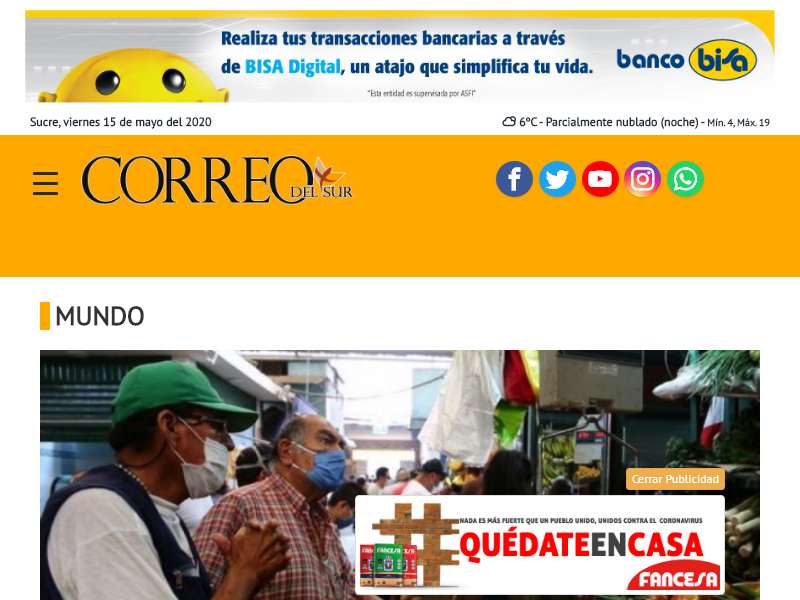 Realiza tus transacciones bancarias a través
de BISA Digital, un atajo que simplifica tu vida.
"Esta entidad es supervisada por ASFI"
banco bisa
Sucre, viernes 15 de mayo del 2020
6°C - Parcialmente nublado (noche) - Mín. 4, Máx. 19
CORREO
DEL SUR
MUNDO
Cerrar Publicidad
NADA ES MÁS FUERTE QUE UN PUEBLO UNIDO, UNIDOS CONTRA EL CORONAVIRUS
#QUÉDATEENCASA
FANCESA
FANCESA